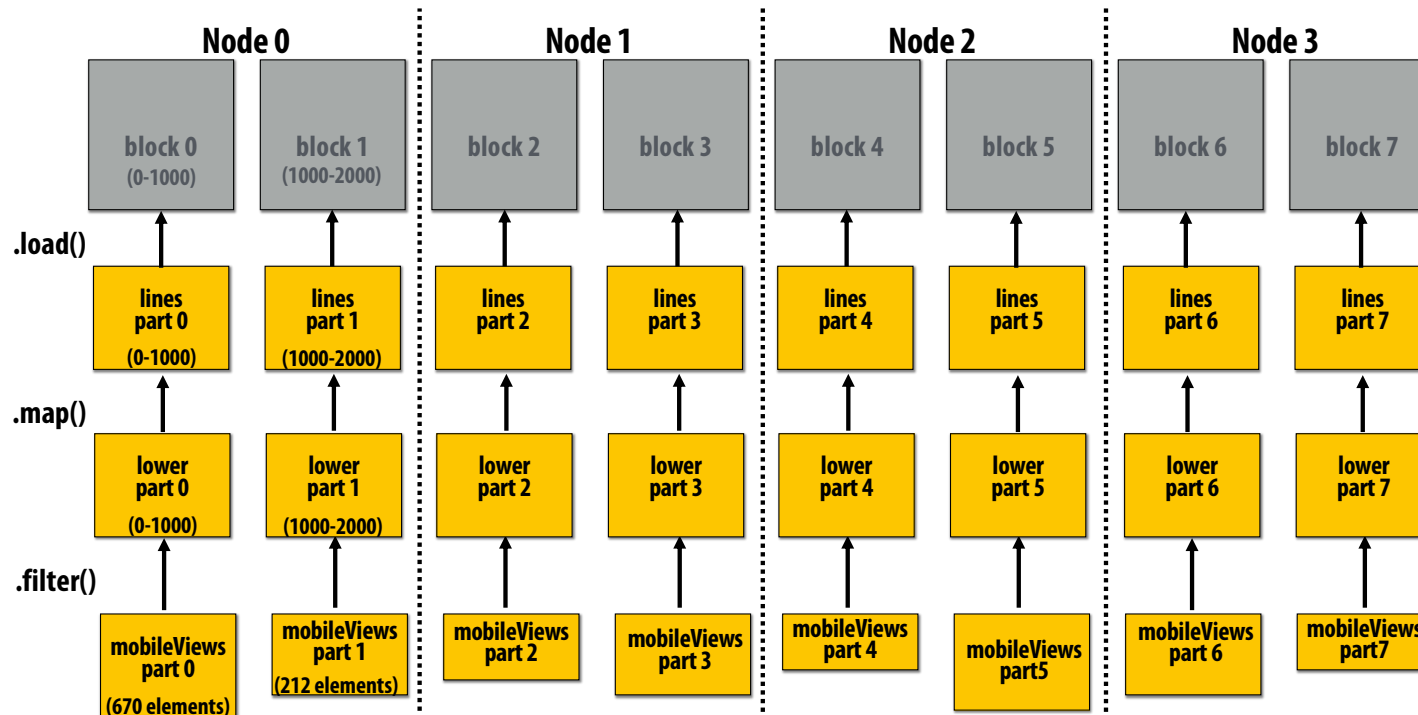 Node 0
Node 1
Node 2
Node 3
block 0
(0-1000)
block 1
(1000-2000)
block 2
block 3
block 4
block 5
block 6
block 7
.load()
lines
part 0
(0-1000)
lines
part 1
(1000-2000)
lines
part 2
lines
part 3
lines
part 4
lines
part 5
lines
part 6
lines
part 7
.map()
lower
part 0
(0-1000)
lower
part 1
(1000-2000)
lower
part 2
lower
part 3
lower
part 4
lower
part 5
lower
part 6
lower
part 7
.filter()
mobileViews
part 0
(670 elements)
mobileViews
part 1
(212 elements)
mobileViews
part 2
mobileViews
part 3
mobileViews
part 4
mobileViews
part5
mobileViews
part 6
mobileViews
part7